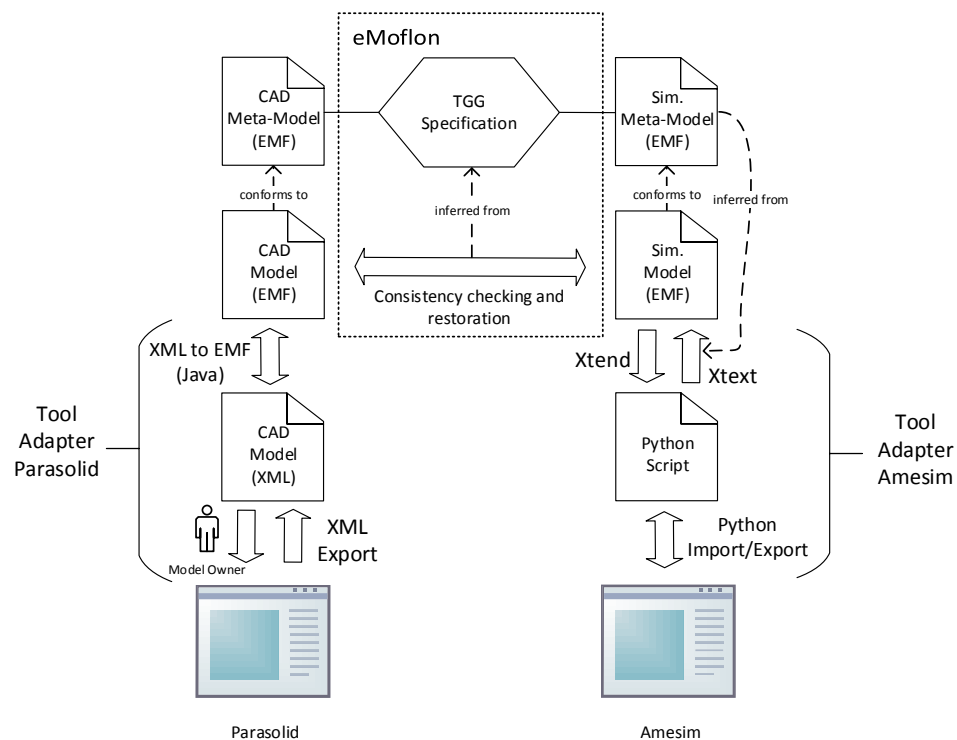 eMoflon
CAD
Meta-Model
(EMF)
TGG
Specification
Sim.
Meta-Model
(EMF)
conforms to
inferred from
conforms to
inferred from
CAD
Model
(EMF)
Sim.
Model
(EMF)
Consistency checking and
restoration
XML to EMF
(Java)
Xtend
Xtext
Tool
Adapter
Parasolid
CAD
Model
(XML)
Python
Script
Tool
Adapter
Amesim
XML
Export
Model Owner
Python
Import/Export
Parasolid
Amesim